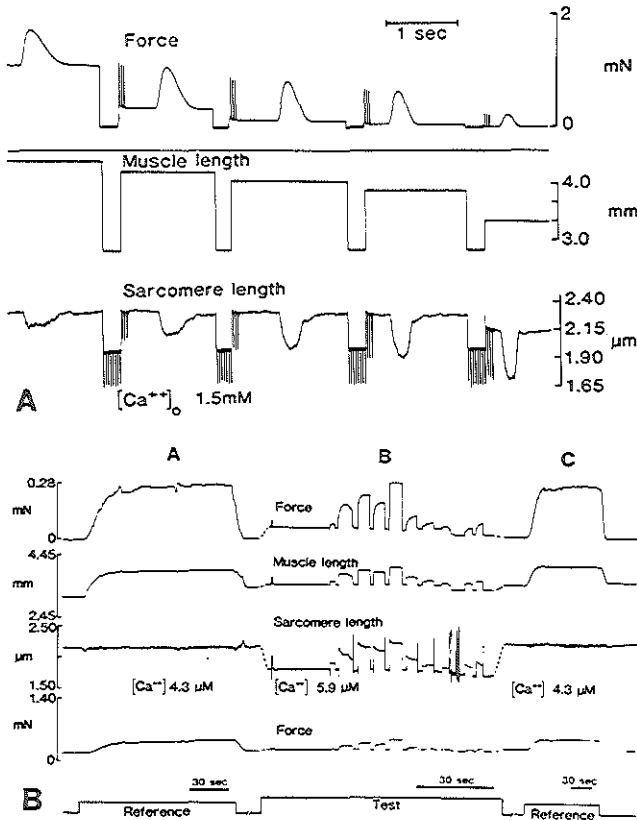 2
Force
1 sec
mN
0
Muscle length
4.0
mm
3.0
Sarcomere length
2.40
2.15
µm
1.90
1.65
A
[Ca++]o 1.5mM
A
B
C
0.28
mN
0
Force
4.45
mm
2.45
Muscle length
2.50
µm
1.50
Sarcomere length
[Ca++] 4.3 µM
[Ca++] 5.9 µM
[Ca++] 4.3 µM
1.40
mN
0
Force
30 sec
30 sec
30 sec
B
Reference
Test
Reference